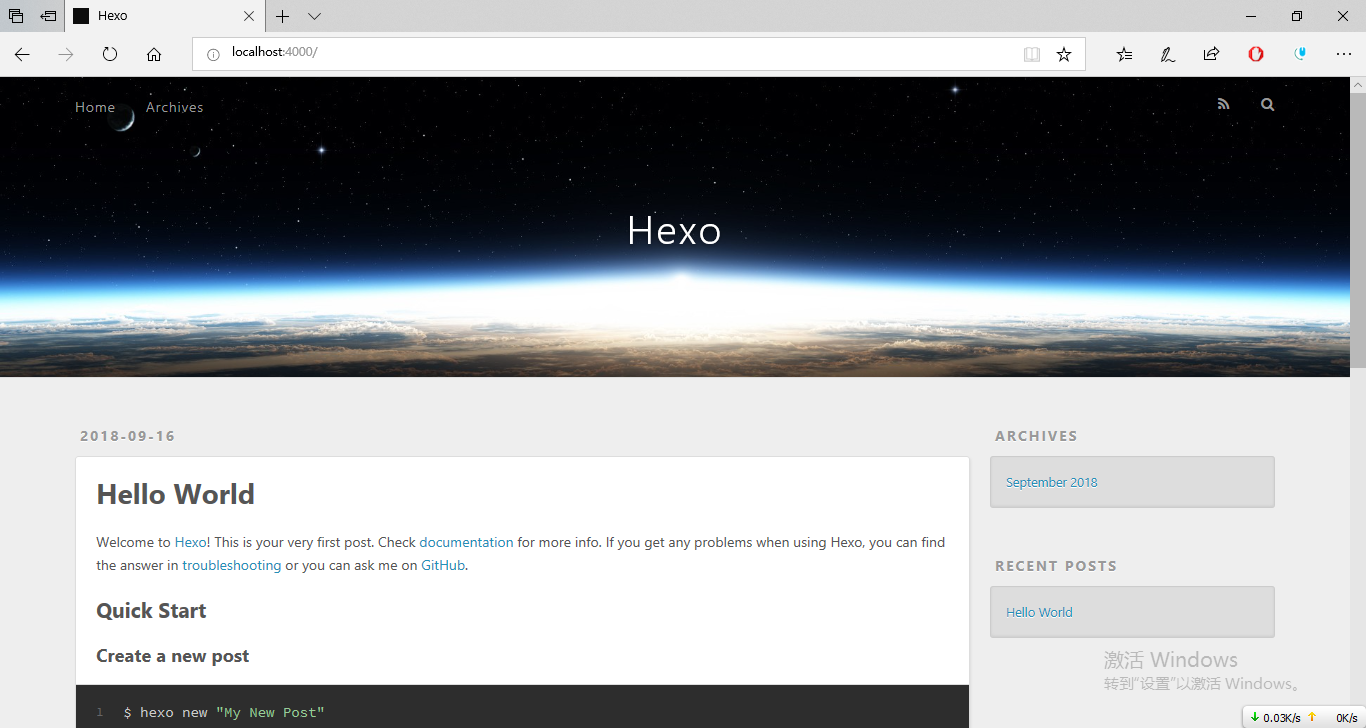 Hexo
localhost:4000/
Home Archives
Hexo
2018-09-16
Hello World
Welcome to Hexo! This is your very first post. Check documentation for more info. If you get any problems when using Hexo, you can find
the answer in troubleshooting or you can ask me on GitHub.
Quick Start
Create a new post
1 $ hexo new "My New Post"
ARCHIVES
September 2018
RECENT POSTS
Hello World
激活 Windows
转到"设置"以激活 Windows。
0.03K/s 0K/s